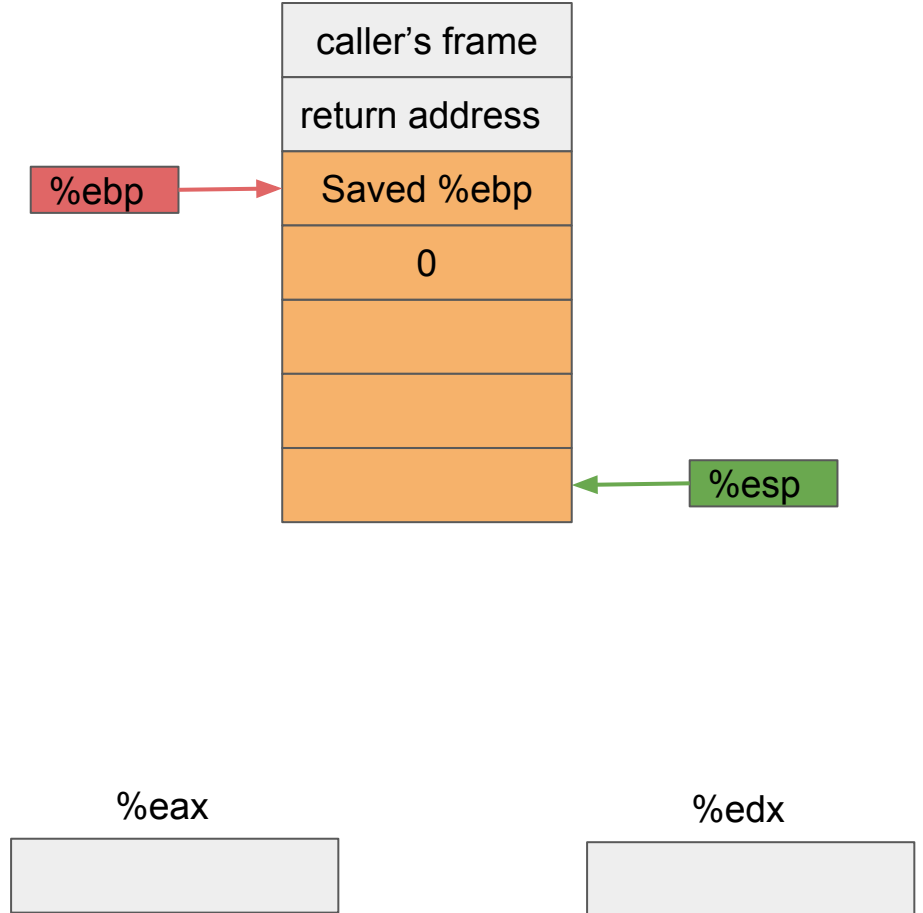 caller’s frame
return address
%ebp
Saved %ebp
0
%esp
%eax
%edx